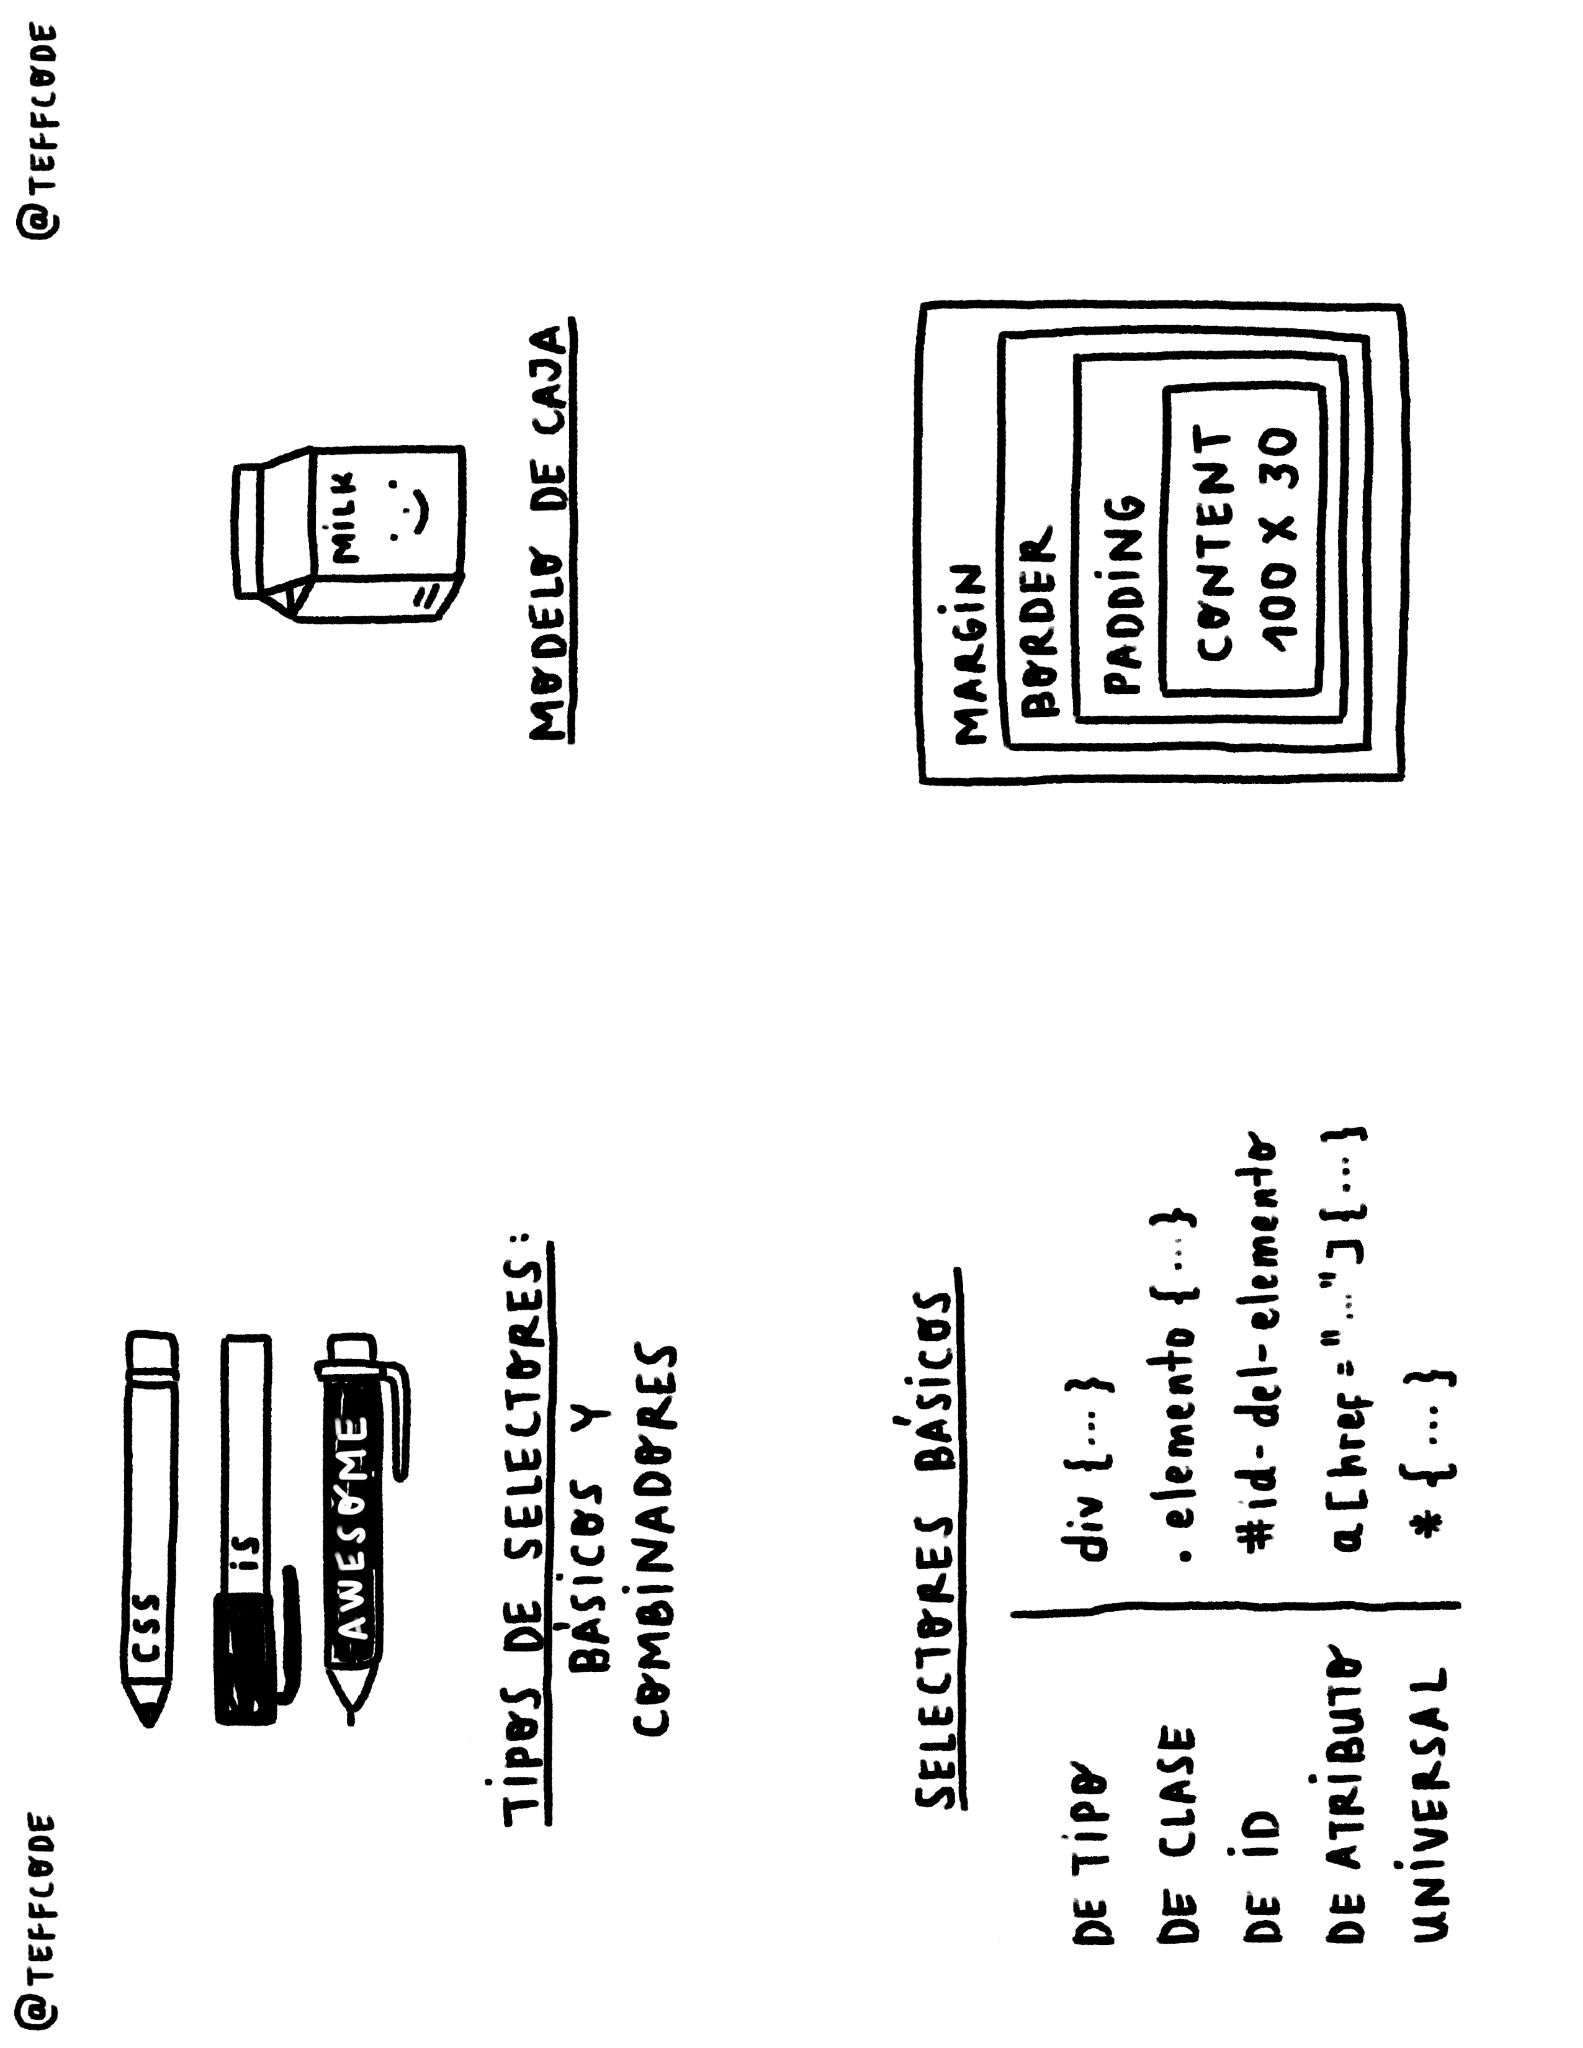 @TEFFCODE
CSS
is
AWESOME
TIPOS DE SELECTORES:
BÁSICOS Y
COMBINADORES
SELECTORES BÁSICOS
DE TIPO div {...}
DE CLASE .elemento {...}
DE ID #id-del-elemento
DE ATRIBUTO a[href="..."]{...}
UNIVERSAL * {...}
@TEFFCODE
MILK
MODELO DE CAJA
MARGIN
BORDER
PADDING
CONTENT
100 X 30